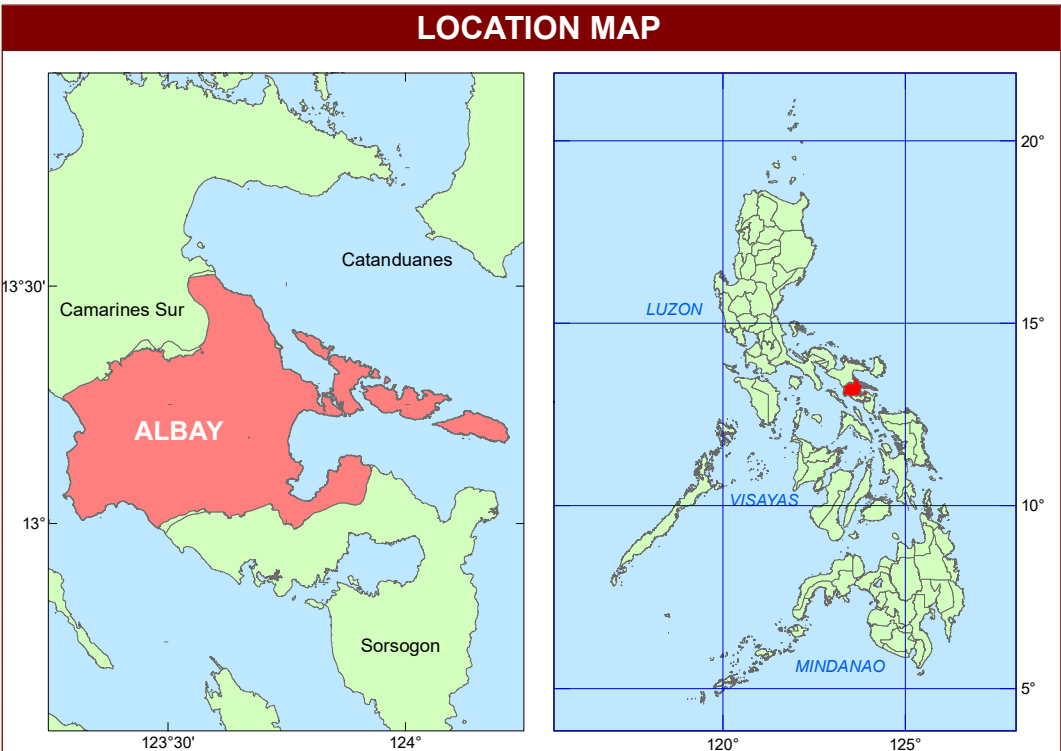 LOCATION MAP
Catanduanes
13°30'
Camarines Sur
ALBAY
13°
Sorsogon
123°30'
124°
20°
LUZON
15°
VISAYAS
10°
MINDANAO
5°
120°
125°